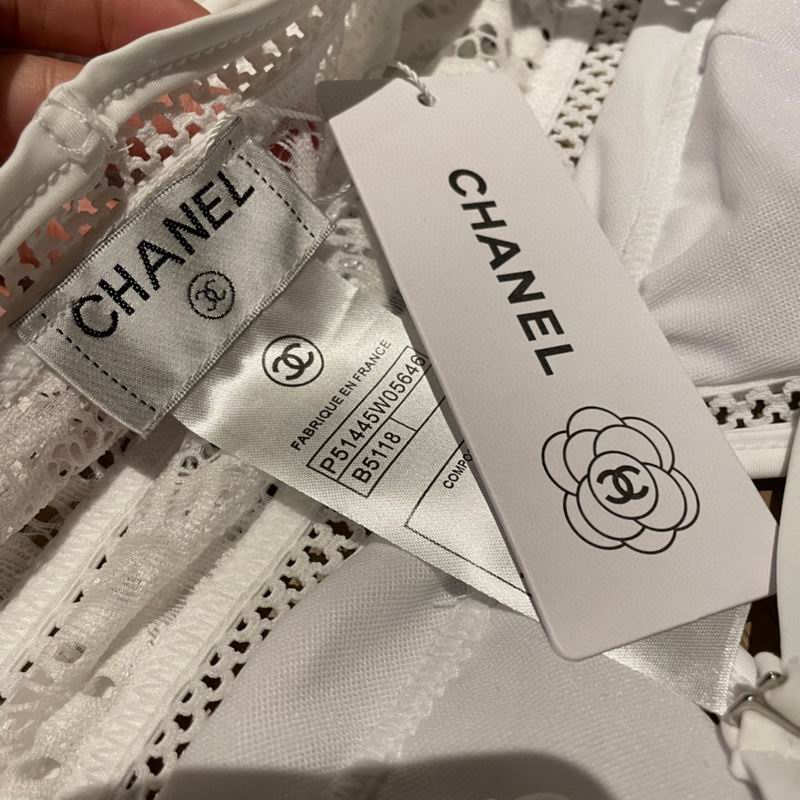 CHANEL
FABRIQUE EN FRANCE
P51445W05646
B5118
COMPO
CHANEL